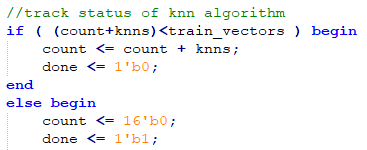 //track status of knn algorithm
if ( (count+knns)<train_vectors ) begin
count <= count + knns;
done <= 1'b0;
end
else begin
count <= 16'b0;
done <= 1'b1;